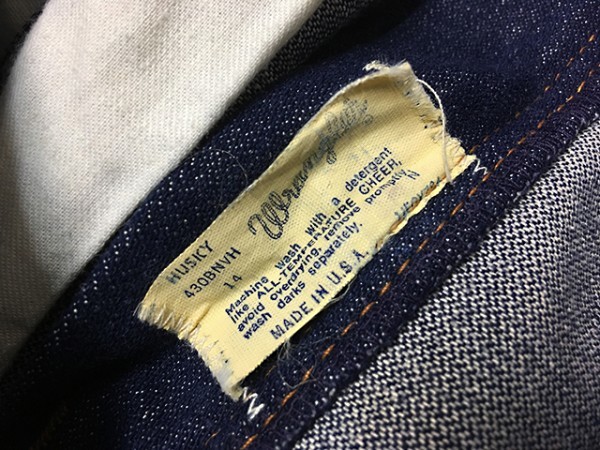 HUSKY
430BNVH
14
Wrangler
Machine wash with a detergent
like ALL-TEMPERATURE CHEER,
avoid overdrying, remove promptly,
wash darks separately.
MADE IN U.S.A.